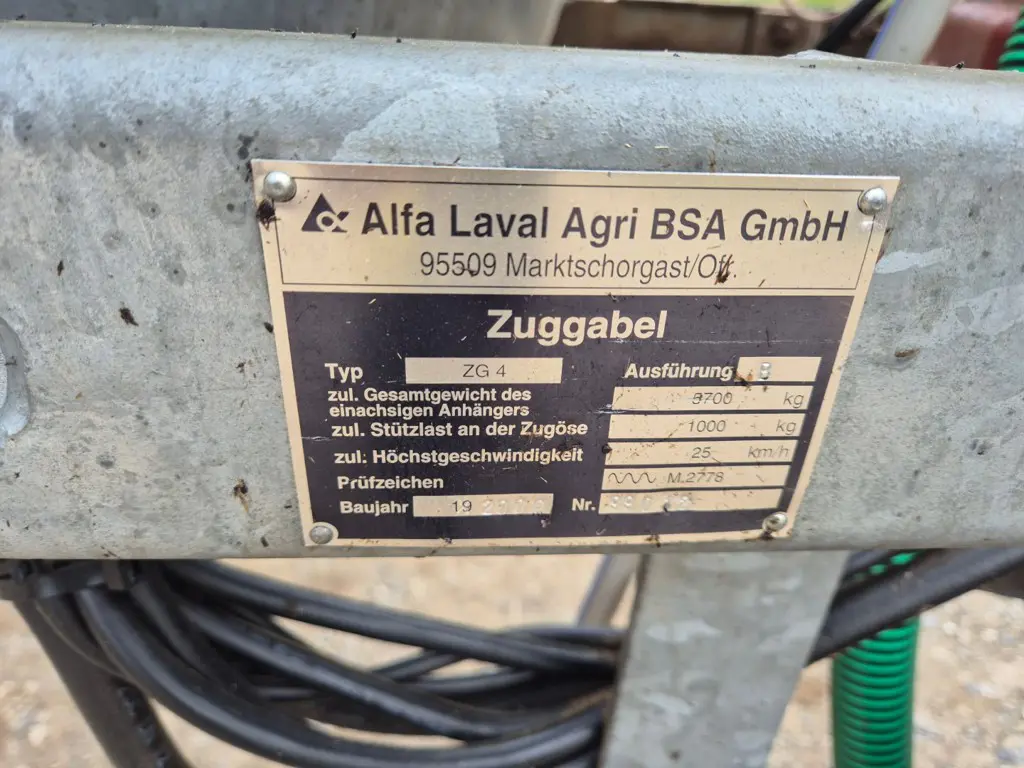 Alfa Laval Agri BSA GmbH
95509 Marktschorgast/Ofr.
Zuggabel
Typ ZG 4 Ausführung
zul. Gesamtgewicht des
einachsigen Anhängers 8700 kg
zul. Stützlast an der Zugöse 1000 kg
zul. Höchstgeschwindigkeit 25 km/h
Prüfzeichen M.2778
Baujahr 19 Nr.